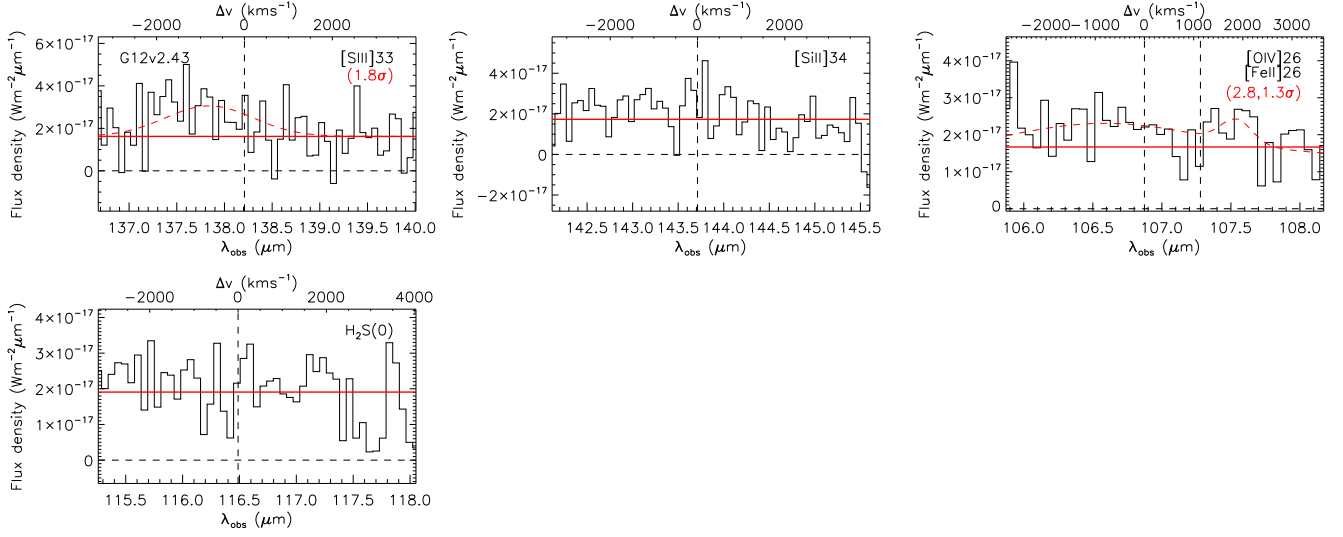 Δv (kms⁻¹)
-2000 0 2000
Flux density (Wm⁻²μm⁻¹)
6×10⁻¹⁷
4×10⁻¹⁷
2×10⁻¹⁷
0
G12v2.43
[SIII]33
(1.8σ)
137.0 137.5 138.0 138.5 139.0 139.5 140.0
λobs (μm)
Δv (kms⁻¹)
-2000 0 2000
Flux density (Wm⁻²μm⁻¹)
6×10⁻¹⁷
4×10⁻¹⁷
2×10⁻¹⁷
0
-2×10⁻¹⁷
[SiII]34
142.5 143.0 143.5 144.0 144.5 145.0 145.5
λobs (μm)
Δv (kms⁻¹)
-2000 -1000 0 1000 2000 3000
Flux density (Wm⁻²μm⁻¹)
4×10⁻¹⁷
3×10⁻¹⁷
2×10⁻¹⁷
1×10⁻¹⁷
0
[OIV]26
[FeII]26
(2.8,1.3σ)
106.0 106.5 107.0 107.5 108.0
λobs (μm)
Δv (kms⁻¹)
-2000 0 2000 4000
Flux density (Wm⁻²μm⁻¹)
4×10⁻¹⁷
3×10⁻¹⁷
2×10⁻¹⁷
1×10⁻¹⁷
0
H₂S(0)
115.5 116.0 116.5 117.0 117.5 118.0
λobs (μm)